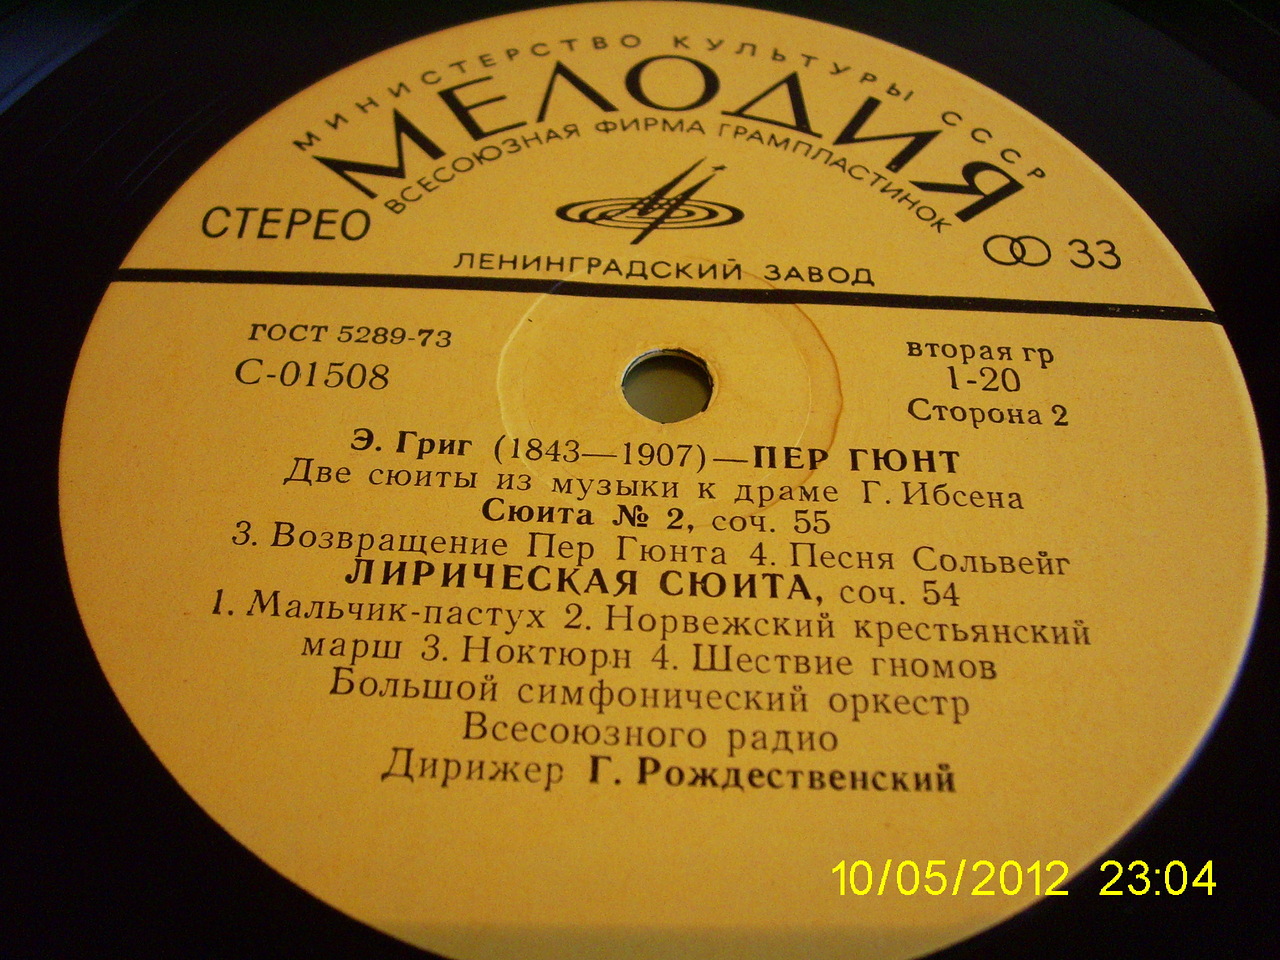 МИНИСТЕРСТВО КУЛЬТУРЫ СССР
МЕЛОДИЯ
ВСЕСОЮЗНАЯ ФИРМА ГРАМПЛАСТИНОК
СТЕРЕО
33
ЛЕНИНГРАДСКИЙ ЗАВОД
ГОСТ 5289-73
С-01508
вторая гр
1-20
Сторона 2
Э. Григ (1843—1907)—ПЕР ГЮНТ
Две сюиты из музыки к драме Г. Ибсена
Сюита № 2, соч. 55
3. Возвращение Пер Гюнта 4. Песня Сольвейг
ЛИРИЧЕСКАЯ СЮИТА, соч. 54
1. Мальчик-пастух 2. Норвежский крестьянский
марш 3. Ноктюрн 4. Шествие гномов
Большой симфонический оркестр
Всесоюзного радио
Дирижер Г. Рождественский
10/05/2012 23:04